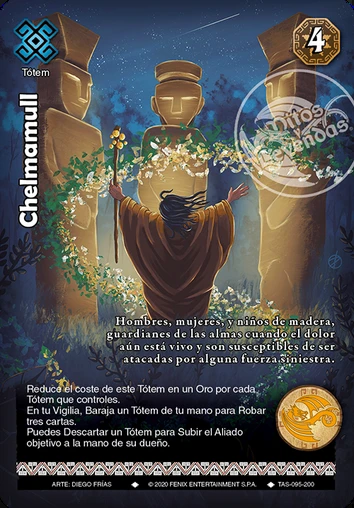 4
Tótem
Chelmamull
Mitos y
Leyendas
Hombres, mujeres, y niños de madera,
guardianes de las almas cuando el dolor
aún está vivo y son susceptibles de ser
atacadas por alguna fuerza siniestra.
Reduce el coste de este Tótem en un Oro por cada
Tótem que controles.
En tu Vigilia, Baraja un Tótem de tu mano para Robar
tres cartas.
Puedes Descartar un Tótem para Subir el Aliado
objetivo a la mano de su dueño.
ARTE: DIEGO FRÍAS ◆ © 2020 FENIX ENTERTAINMENT S.P.A. ◆ TAS-095-200